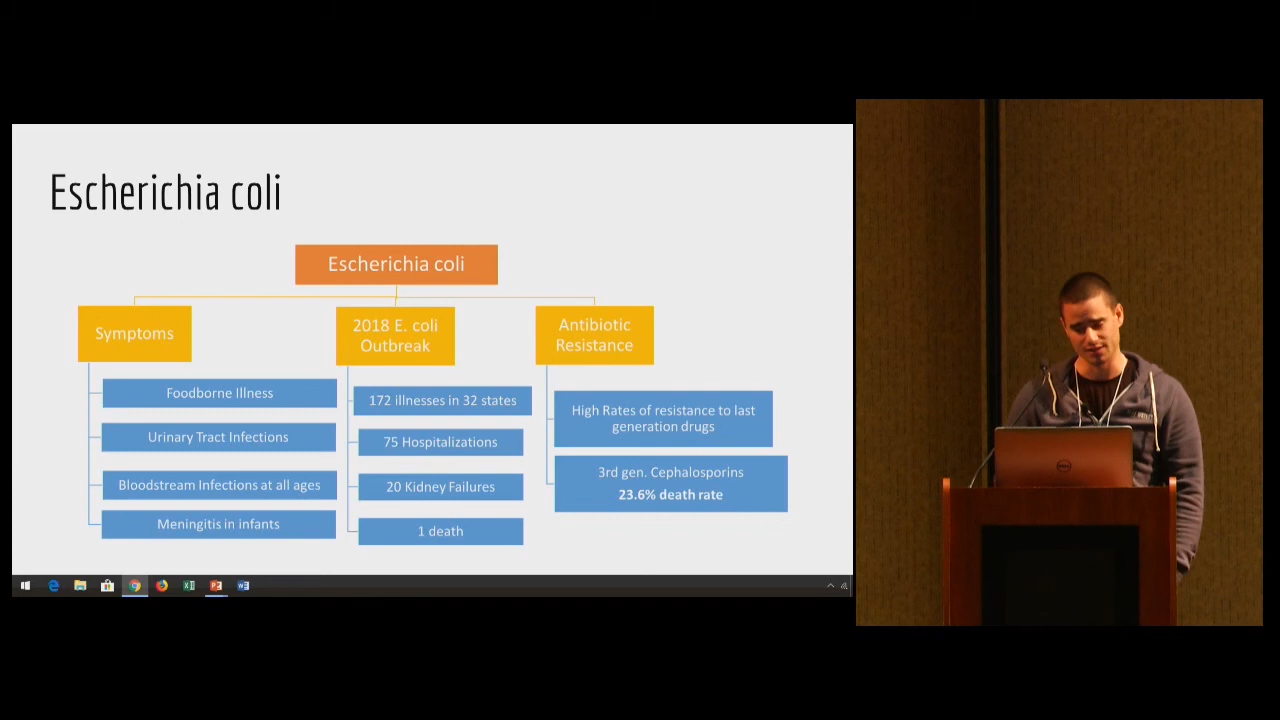 Escherichia coli
Escherichia coli
Symptoms
Foodborne Illness
Urinary Tract Infections
Bloodstream Infections at all ages
Meningitis in infants
2018 E. coli
Outbreak
172 illnesses in 32 states
75 Hospitalizations
20 Kidney Failures
1 death
Antibiotic
Resistance
High Rates of resistance to last
generation drugs
3rd gen. Cephalosporins
23.6% death rate
DELL